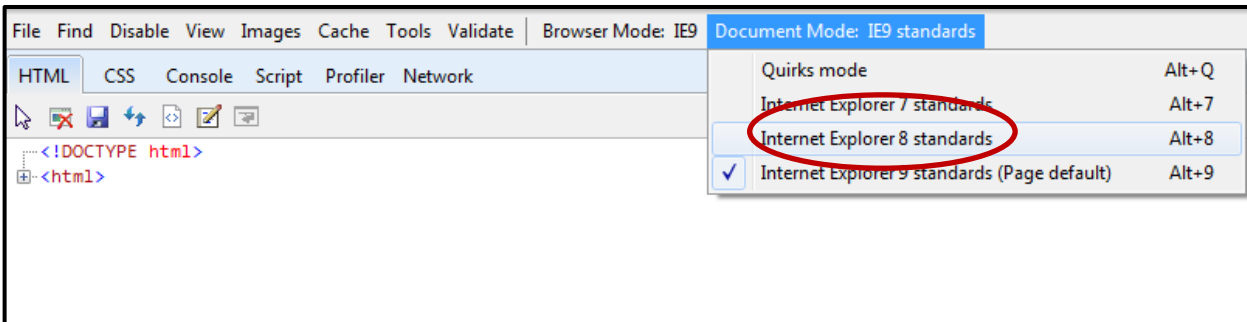 File Find Disable View Images Cache Tools Validate Browser Mode: IE9 Document Mode: IE9 standards
HTML CSS Console Script Profiler Network
Quirks mode Alt+Q
Internet Explorer 7 standards Alt+7
Internet Explorer 8 standards Alt+8
Internet Explorer 9 standards (Page default) Alt+9
<!DOCTYPE html>
<html>